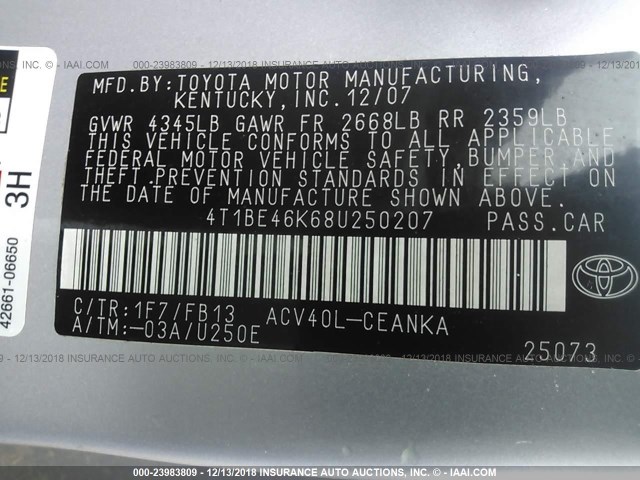 000-23983809 - 12/13/2018 INSURANCE AUTO AUCTIONS, INC. - © IAAI.COM
MFD.BY:TOYOTA MOTOR MANUFACTURING,
KENTUCKY,INC.12/07
GVWR 4345LB GAWR FR 2668LB RR 2359LB
THIS VEHICLE CONFORMS TO ALL APPLICABLE
FEDERAL MOTOR VEHICLE SAFETY,BUMPER,AND
THEFT PREVENTION STANDARDS IN EFFECT ON
THE DATE OF MANUFACTURE SHOWN ABOVE.
4T1BE46K68U250207 PASS.CAR
C/TR:1F7/FB13 ACV40L-CEANKA
A/TM:-03A/U250E
25073
3H
42661-06650
000-23983809 - 12/13/2018 INSURANCE AUTO AUCTIONS, INC. - © IAAI.COM